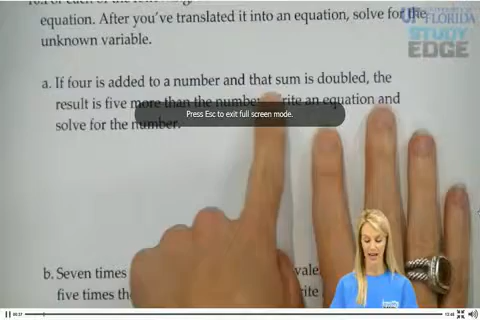 equation. After you've translated it into an equation, solve for the
unknown variable.
UF FLORIDA
STUDY
EDGE
a. If four is added to a number and that sum is doubled, the
result is five more than the number. rite an equation and
Press Esc to exit full screen mode.
solve for the number.
b. Seven times
five times the